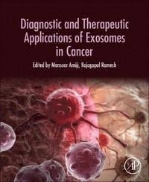 Diagnostic and Therapeutic
Applications of Exosomes
in Cancer
Edited by Mansoor Amiji, Rajagopal Ramesh